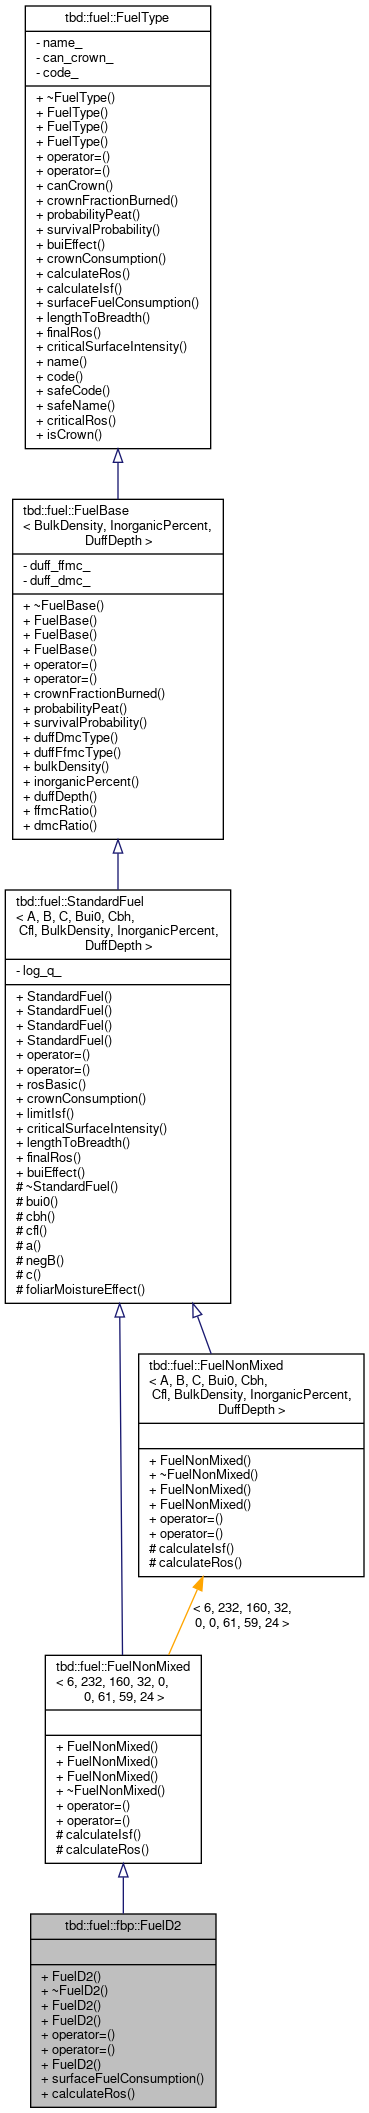 tbd::fuel::FuelType
- name_
- can_crown_
- code_
+ ~FuelType()
+ FuelType()
+ FuelType()
+ FuelType()
+ operator=()
+ operator=()
+ canCrown()
+ crownFractionBurned()
+ probabilityPeat()
+ survivalProbability()
+ buiEffect()
+ crownConsumption()
+ calculateRos()
+ calculateIsf()
+ surfaceFuelConsumption()
+ lengthToBreadth()
+ finalRos()
+ criticalSurfaceIntensity()
+ name()
+ code()
+ safeCode()
+ safeName()
+ criticalRos()
+ isCrown()
tbd::fuel::FuelBase
< BulkDensity, InorganicPercent,
DuffDepth >
- duff_ffmc_
- duff_dmc_
+ ~FuelBase()
+ FuelBase()
+ FuelBase()
+ FuelBase()
+ operator=()
+ operator=()
+ crownFractionBurned()
+ probabilityPeat()
+ survivalProbability()
+ duffDmcType()
+ duffFfmcType()
+ bulkDensity()
+ inorganicPercent()
+ duffDepth()
+ ffmcRatio()
+ dmcRatio()
tbd::fuel::StandardFuel
< A, B, C, Bui0, Cbh,
Cfl, BulkDensity, InorganicPercent,
DuffDepth >
- log_q_
+ StandardFuel()
+ StandardFuel()
+ StandardFuel()
+ StandardFuel()
+ operator=()
+ operator=()
+ rosBasic()
+ crownConsumption()
+ limitIsf()
+ criticalSurfaceIntensity()
+ lengthToBreadth()
+ finalRos()
+ buiEffect()
# ~StandardFuel()
# bui0()
# cbh()
# cfl()
# a()
# negB()
# c()
# foliarMoistureEffect()
tbd::fuel::FuelNonMixed
< A, B, C, Bui0, Cbh,
Cfl, BulkDensity, InorganicPercent,
DuffDepth >
+ FuelNonMixed()
+ ~FuelNonMixed()
+ FuelNonMixed()
+ FuelNonMixed()
+ operator=()
+ operator=()
# calculateIsf()
# calculateRos()
< 6, 232, 160, 32,
0, 0, 61, 59, 24 >
tbd::fuel::FuelNonMixed
< 6, 232, 160, 32, 0,
0, 61, 59, 24 >
+ FuelNonMixed()
+ FuelNonMixed()
+ FuelNonMixed()
+ ~FuelNonMixed()
+ operator=()
+ operator=()
# calculateIsf()
# calculateRos()
tbd::fuel::fbp::FuelD2
+ FuelD2()
+ ~FuelD2()
+ FuelD2()
+ FuelD2()
+ operator=()
+ operator=()
+ FuelD2()
+ surfaceFuelConsumption()
+ calculateRos()